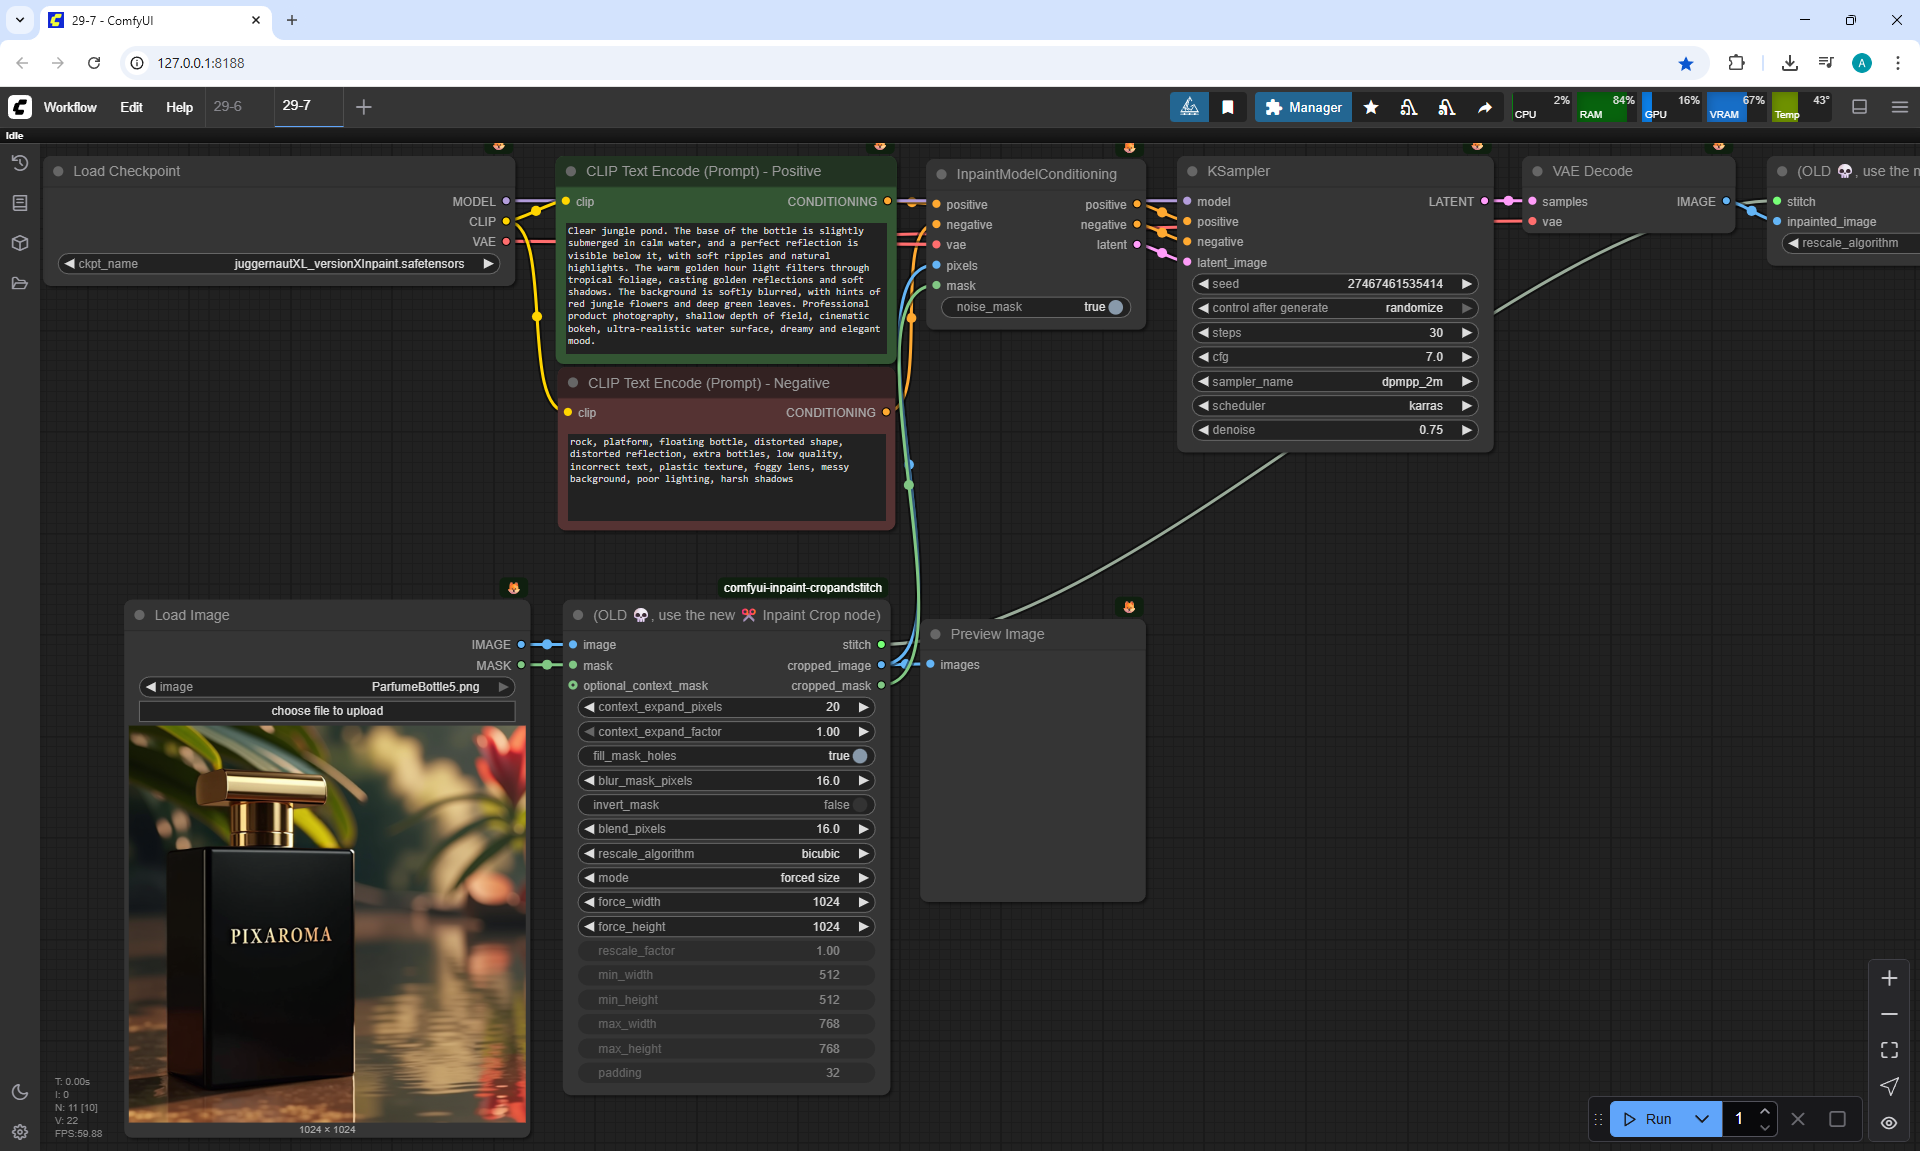 29-7 - ComfyUI
127.0.0.1:8188
A
Workflow
Edit
Help
29-6
29-7
Manager
CPU
2%
RAM
84%
GPU
16%
VRAM
67%
Temp
43°
Idle
Load Checkpoint
MODEL
CLIP
VAE
ckpt_name
juggernautXL_versionXInpaint.safetensors
CLIP Text Encode (Prompt) - Positive
clip
CONDITIONING
Clear jungle pond. The base of the bottle is slightly
submerged in calm water, and a perfect reflection is
visible below it, with soft ripples and natural
highlights. The warm golden hour light filters through
tropical foliage, casting golden reflections and soft
shadows. The background is softly blurred, with hints of
red jungle flowers and deep green leaves. Professional
product photography, shallow depth of field, cinematic
bokeh, ultra-realistic water surface, dreamy and elegant
mood.
CLIP Text Encode (Prompt) - Negative
clip
CONDITIONING
rock, platform, floating bottle, distorted shape,
distorted reflection, extra bottles, low quality,
incorrect text, plastic texture, foggy lens, messy
background, poor lighting, harsh shadows
InpaintModelConditioning
positive
positive
negative
negative
vae
latent
pixels
mask
noise_mask
true
KSampler
model
LATENT
positive
negative
latent_image
seed
27467461535414
control after generate
randomize
steps
30
cfg
7.0
sampler_name
dpmpp_2m
scheduler
karras
denoise
0.75
VAE Decode
samples
IMAGE
vae
(OLD 💀, use the n
stitch
inpainted_image
rescale_algorithm
Load Image
IMAGE
MASK
image
ParfumeBottle5.png
choose file to upload
PIXAROMA
1024 × 1024
comfyui-inpaint-cropandstitch
(OLD 💀, use the new ✂️ Inpaint Crop node)
image
stitch
mask
cropped_image
optional_context_mask
cropped_mask
context_expand_pixels
20
context_expand_factor
1.00
fill_mask_holes
true
blur_mask_pixels
16.0
invert_mask
false
blend_pixels
16.0
rescale_algorithm
bicubic
mode
forced size
force_width
1024
force_height
1024
rescale_factor
1.00
min_width
512
min_height
512
max_width
768
max_height
768
padding
32
Preview Image
images
T: 0.00s
I: 0
N: 11 [10]
V: 22
FPS:59.88
Run
1